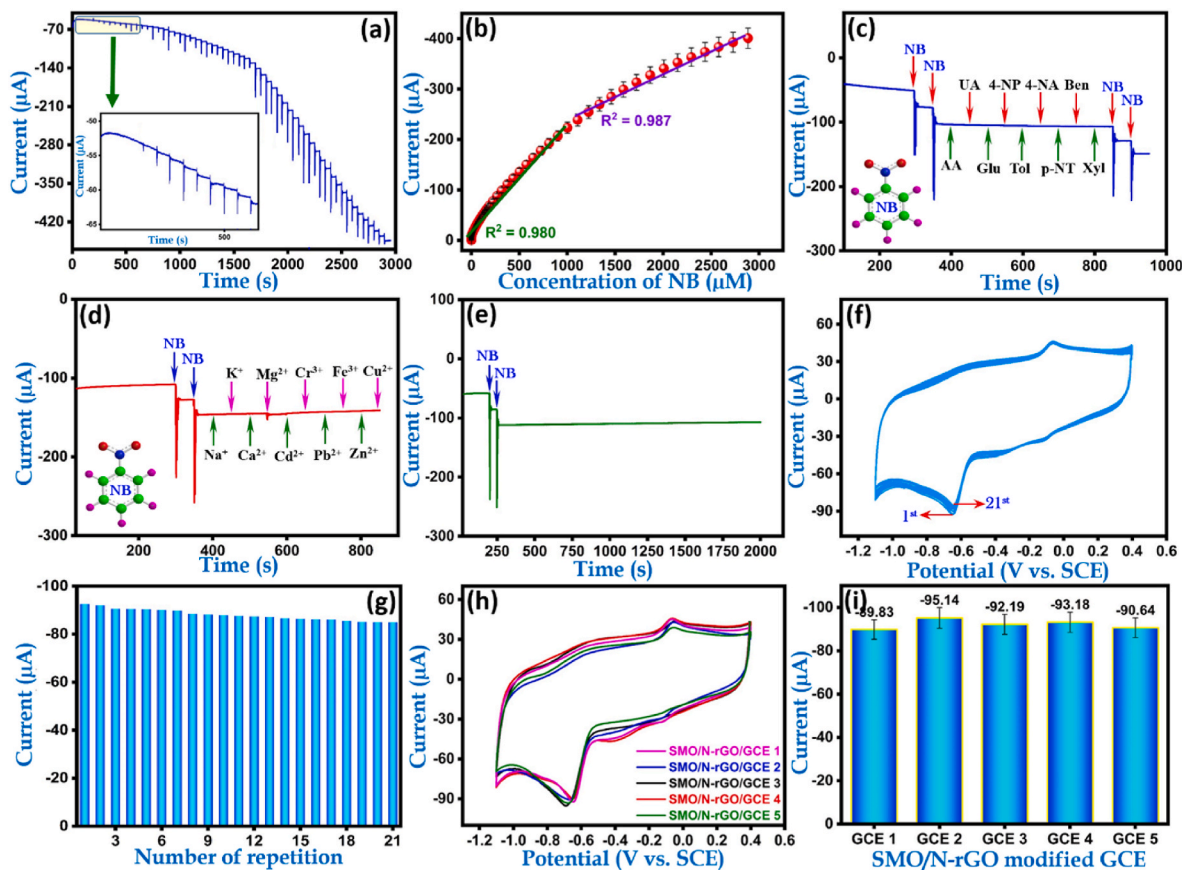 (a)
Current (µA)
-70
-140
-210
-280
-350
-420
0 500 1000 1500 2000 2500 3000
Time (s)
Current (µA)
-50
-55
-60
-65
500
Time (s)
(b)
Current (µA)
-400
-300
-200
-100
0
R² = 0.987
R² = 0.980
0 500 1000 1500 2000 2500 3000
Concentration of NB (µM)
(c)
Current (µA)
0
-100
-200
-300
NB
NB
UA 4-NP 4-NA Ben
NB
NB
AA Glu Tol p-NT Xyl
NB
200 400 600 800 1000
Time (s)
(d)
Current (µA)
0
-100
-200
-300
NB
NB
K⁺ Mg²⁺ Cr³⁺ Fe³⁺ Cu²⁺
Na⁺ Ca²⁺ Cd²⁺ Pb²⁺ Zn²⁺
NB
200 400 600 800
Time (s)
(e)
Current (µA)
100
0
-100
-200
-300
NB
NB
0 250 500 750 1000 1250 1500 1750 2000
Time (s)
(f)
Current (µA)
60
30
0
-30
-60
-90
1st
21st
-1.2 -1.0 -0.8 -0.6 -0.4 -0.2 0.0 0.2 0.4 0.6
Potential (V vs. SCE)
(g)
Current (µA)
-100
-80
-60
-40
-20
0
3 6 9 12 15 18 21
Number of repetition
(h)
Current (µA)
60
30
0
-30
-60
-90
SMO/N-rGO/GCE 1
SMO/N-rGO/GCE 2
SMO/N-rGO/GCE 3
SMO/N-rGO/GCE 4
SMO/N-rGO/GCE 5
-1.2 -1.0 -0.8 -0.6 -0.4 -0.2 0.0 0.2 0.4 0.6
Potential (V vs. SCE)
(i)
Current (µA)
-100
-80
-60
-40
-20
0
-89.83
-95.14
-92.19
-93.18
-90.64
GCE 1 GCE 2 GCE 3 GCE 4 GCE 5
SMO/N-rGO modified GCE